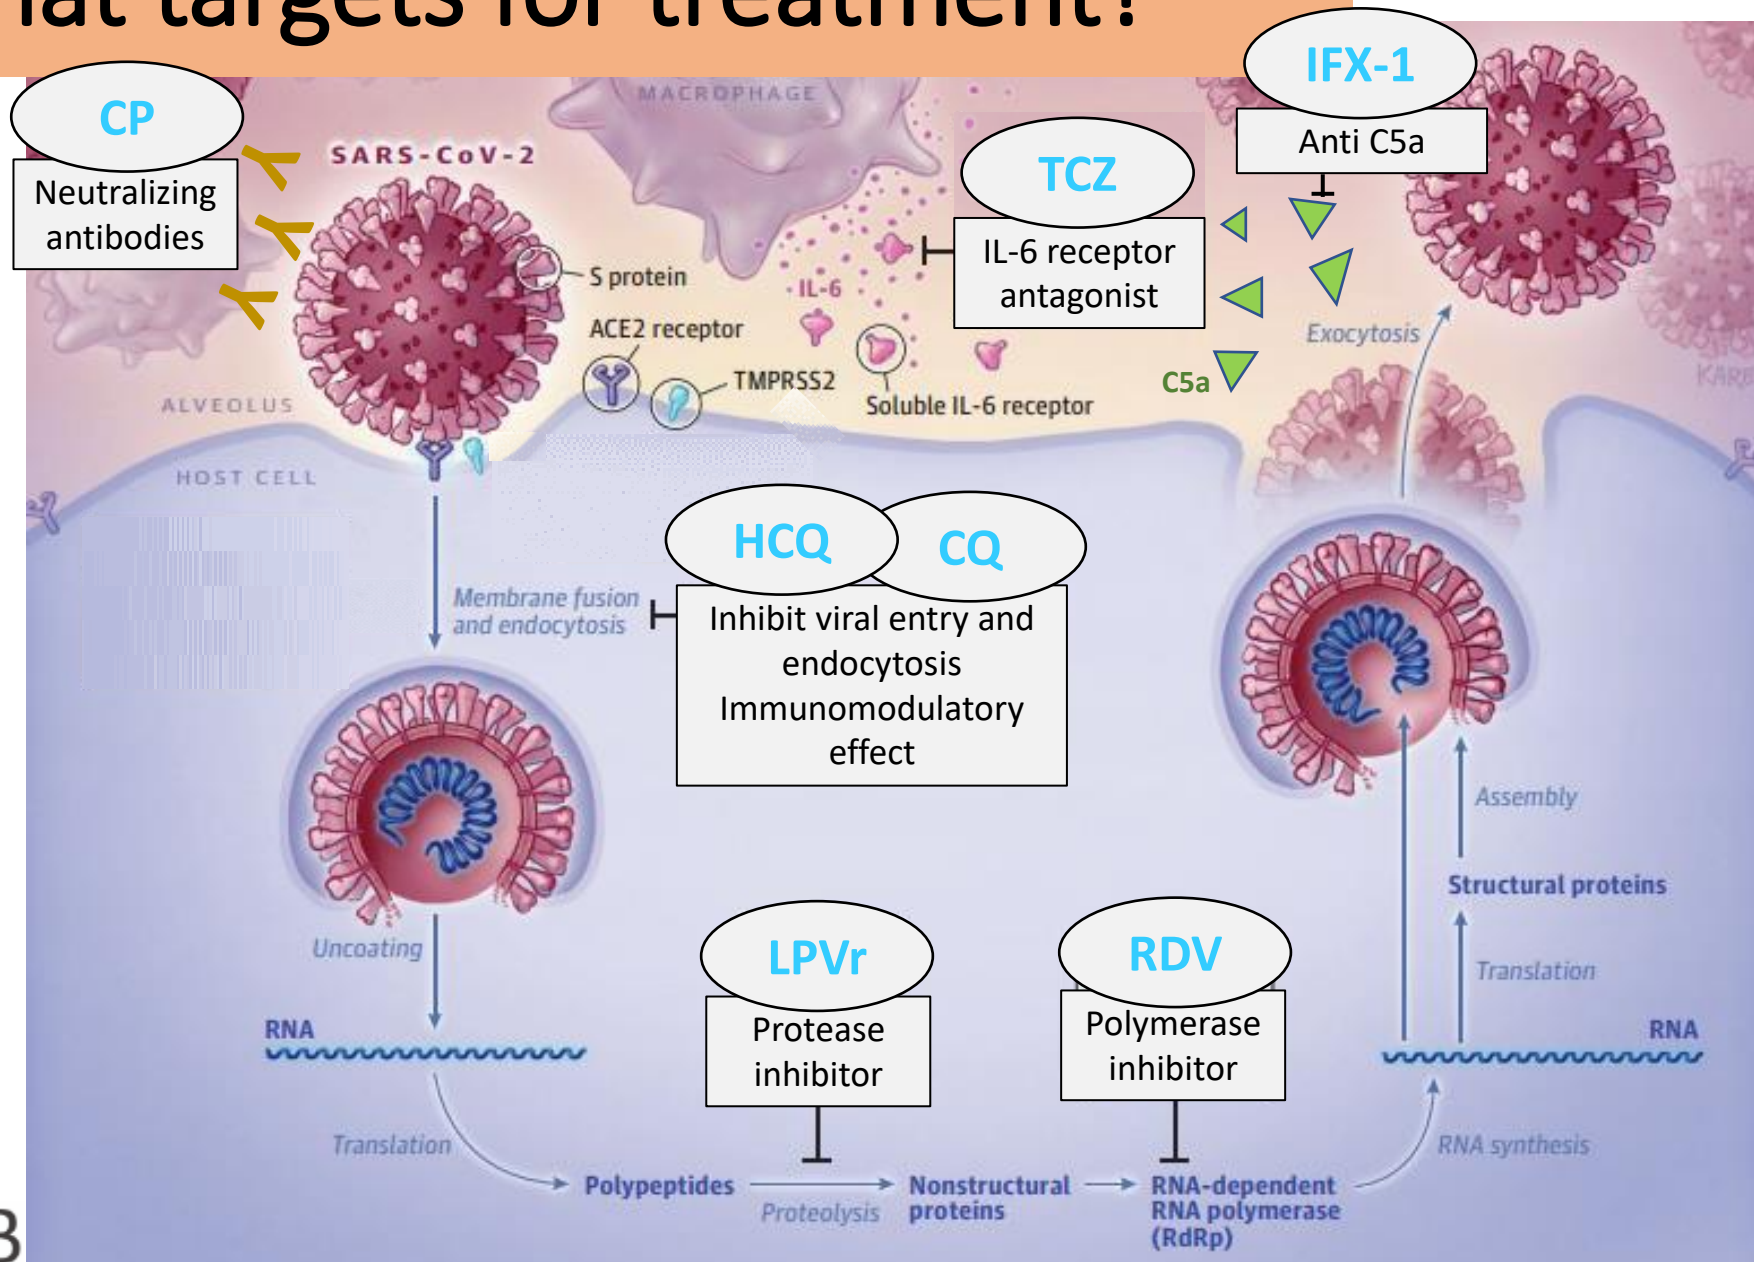 targets for treatment?
IFX-1
Anti C5a
CP
Neutralizing
antibodies
MACROPHAGE
SARS-CoV-2
TCZ
IL-6 receptor
antagonist
S protein
IL-6
ACE2 receptor
TMPRSS2
Soluble IL-6 receptor
C5a
Exocytosis
ALVEOLUS
HOST CELL
HCQ
CQ
Membrane fusion
and endocytosis
Inhibit viral entry and
endocytosis
Immunomodulatory
effect
Assembly
Structural proteins
Uncoating
LPVr
Protease
inhibitor
RDV
Polymerase
inhibitor
Translation
RNA
RNA
Translation
RNA synthesis
Polypeptides
Proteolysis
Nonstructural
proteins
RNA-dependent
RNA polymerase
(RdRp)